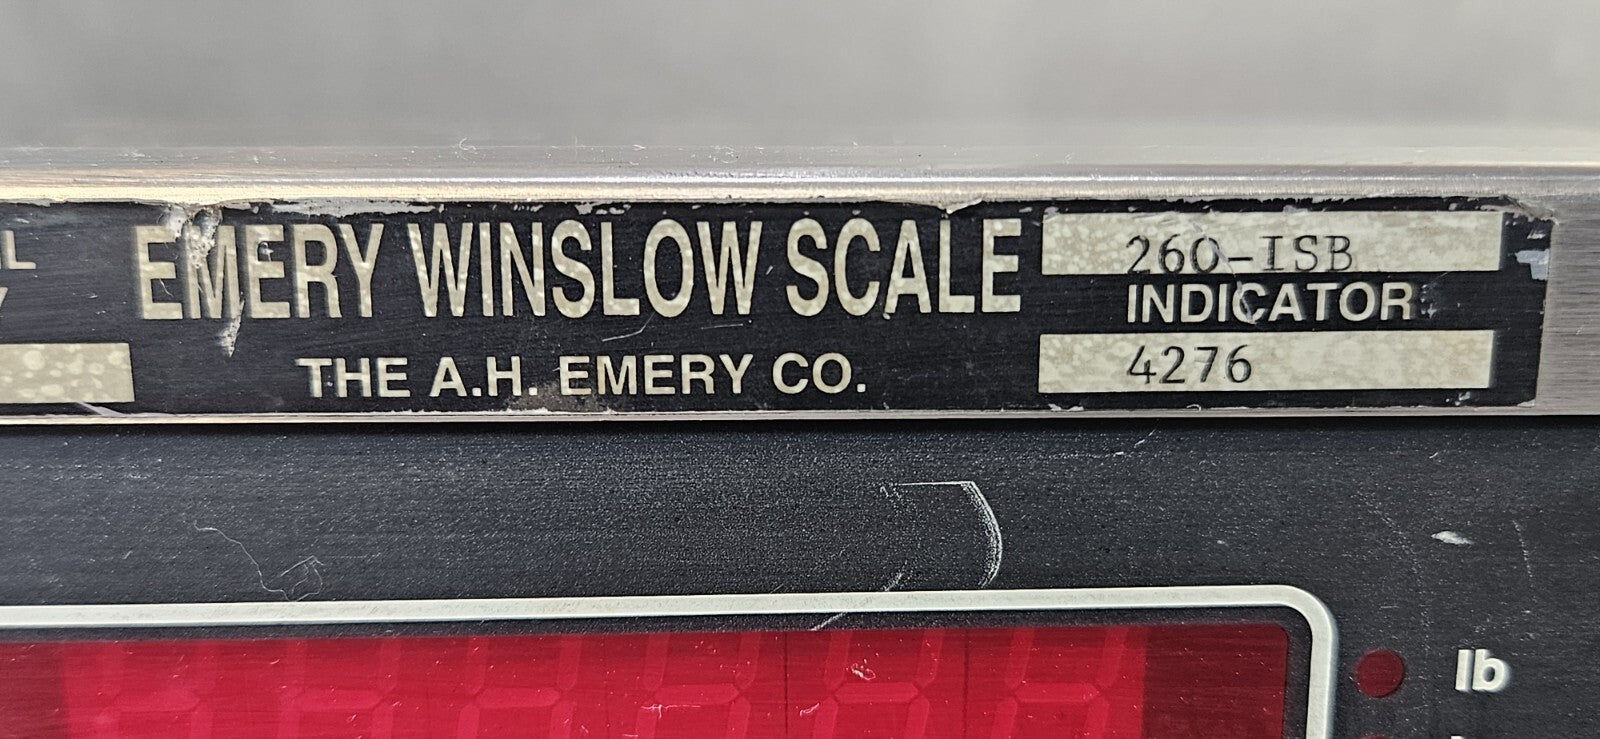 EMERY WINSLOW SCALE
THE A.H. EMERY CO.
260-ISB
INDICATOR
4276
lb